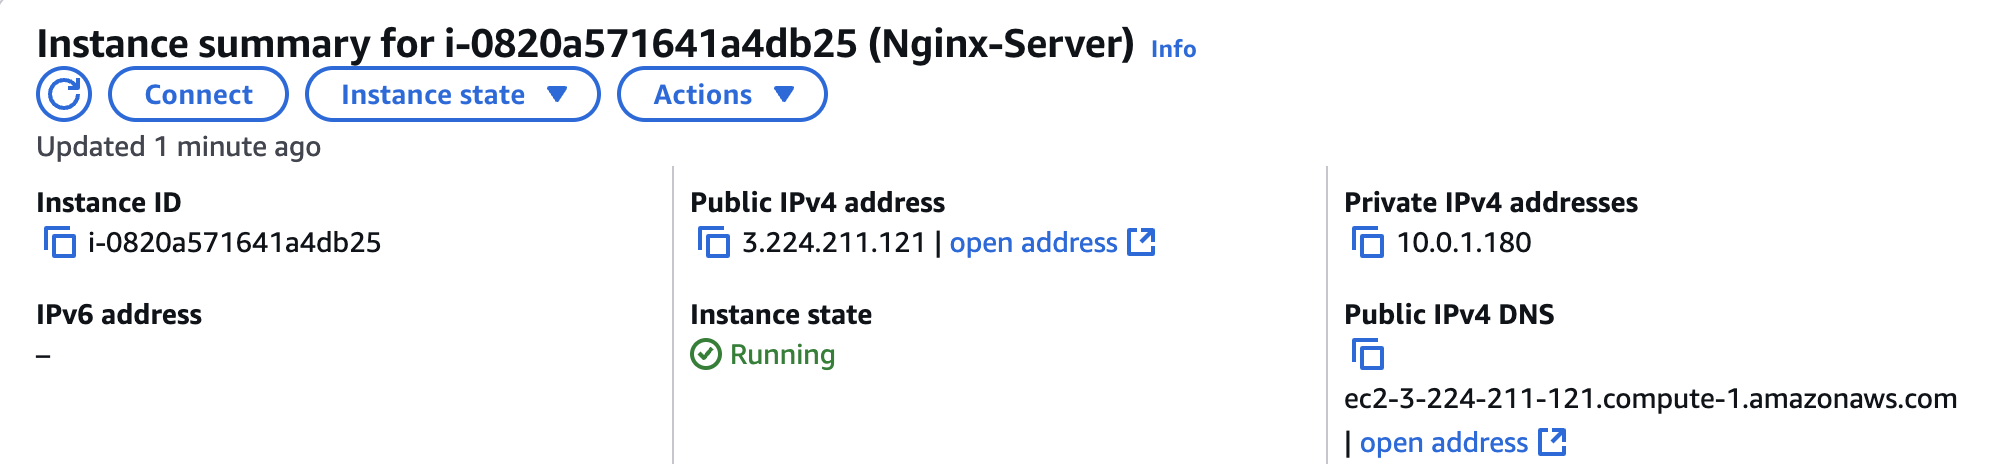 Instance summary for i-0820a571641a4db25 (Nginx-Server) Info
Connect Instance state Actions
Updated 1 minute ago
Instance ID
i-0820a571641a4db25
Public IPv4 address
3.224.211.121 | open address
Private IPv4 addresses
10.0.1.180
IPv6 address
–
Instance state
Running
Public IPv4 DNS
ec2-3-224-211-121.compute-1.amazonaws.com
| open address